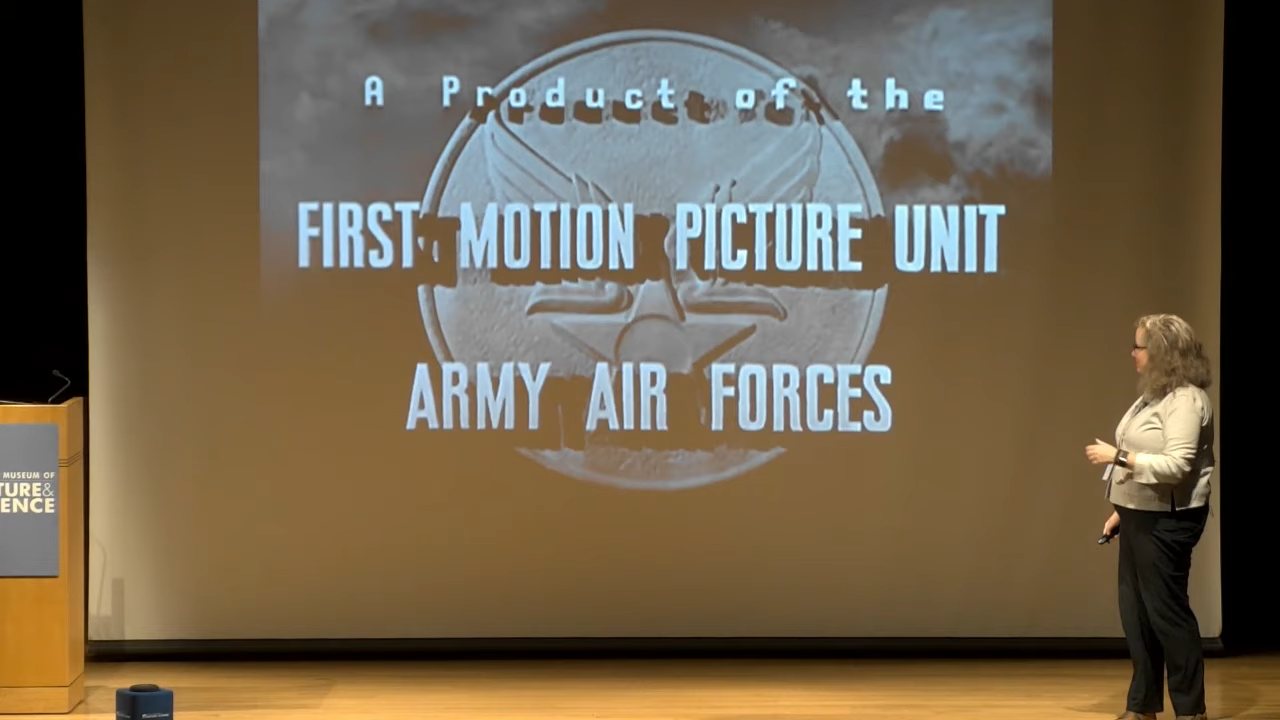 A Product of the
FIRST MOTION PICTURE UNIT
ARMY AIR FORCES
MUSEUM OF
TURE&
ENCE